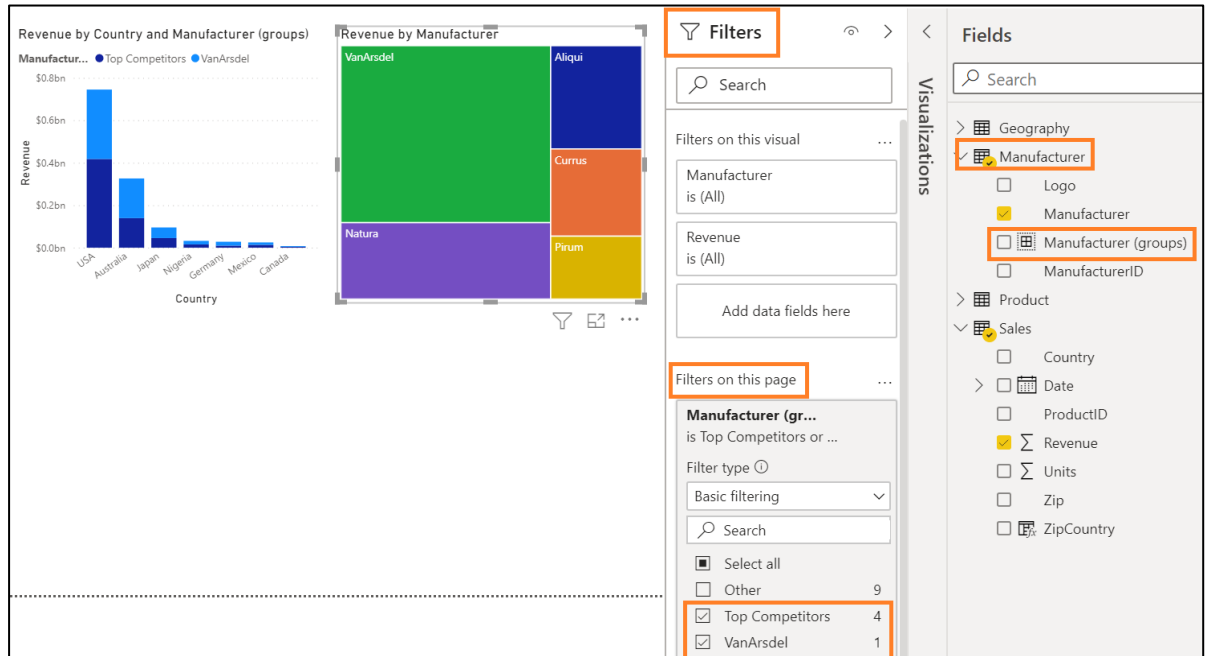 Revenue by Country and Manufacturer (groups)
Manufactur... Top Competitors VanArsdel
$0.8bn
$0.6bn
$0.4bn
$0.2bn
$0.0bn
Revenue
USA
Australia
Japan
Nigeria
Germany
Mexico
Canada
Country
Revenue by Manufacturer
VanArsdel
Aliqui
Currus
Natura
Pirum
Filters
Search
Filters on this visual
Manufacturer
is (All)
Revenue
is (All)
Add data fields here
Filters on this page
Manufacturer (gr...
is Top Competitors or ...
Filter type
Basic filtering
Search
Select all
Other 9
Top Competitors 4
VanArsdel 1
Visualizations
Fields
Search
Geography
Manufacturer
Logo
Manufacturer
Manufacturer (groups)
ManufacturerID
Product
Sales
Country
Date
ProductID
Revenue
Units
Zip
ZipCountry